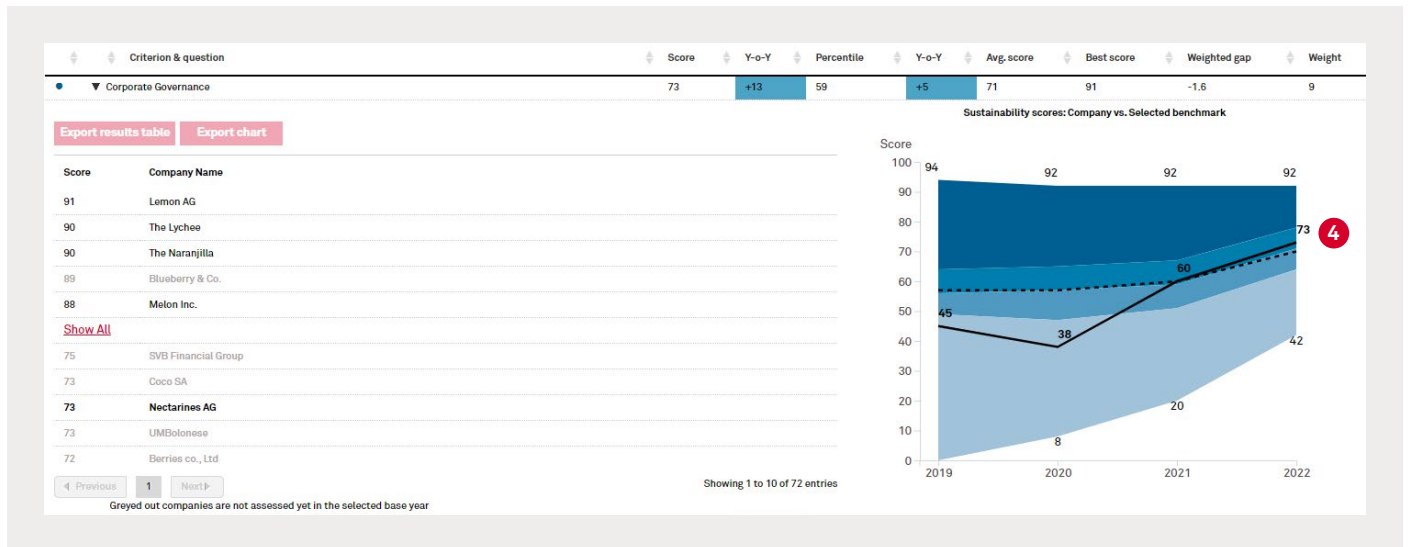 Criterion & question Score Y-o-Y Percentile Y-o-Y Avg. score Best score Weighted gap Weight
▼ Corporate Governance 73 +13 59 +5 71 91 -1.6 9
Sustainability scores: Company vs. Selected benchmark
Export results table Export chart
Score Company Name
91 Lemon AG
90 The Lychee
90 The Naranjilla
89 Blueberry & Co.
88 Melon Inc.
Show All
75 SVB Financial Group
73 Coco SA
73 Nectarines AG
73 UMBolonese
72 Berries co., Ltd
Previous 1 Next
Showing 1 to 10 of 72 entries
Greyed out companies are not assessed yet in the selected base year
Score
100
90
80
70
60
50
40
30
20
10
0
94 92 92 92
73 4
60
45
38
42
20
8
2019 2020 2021 2022